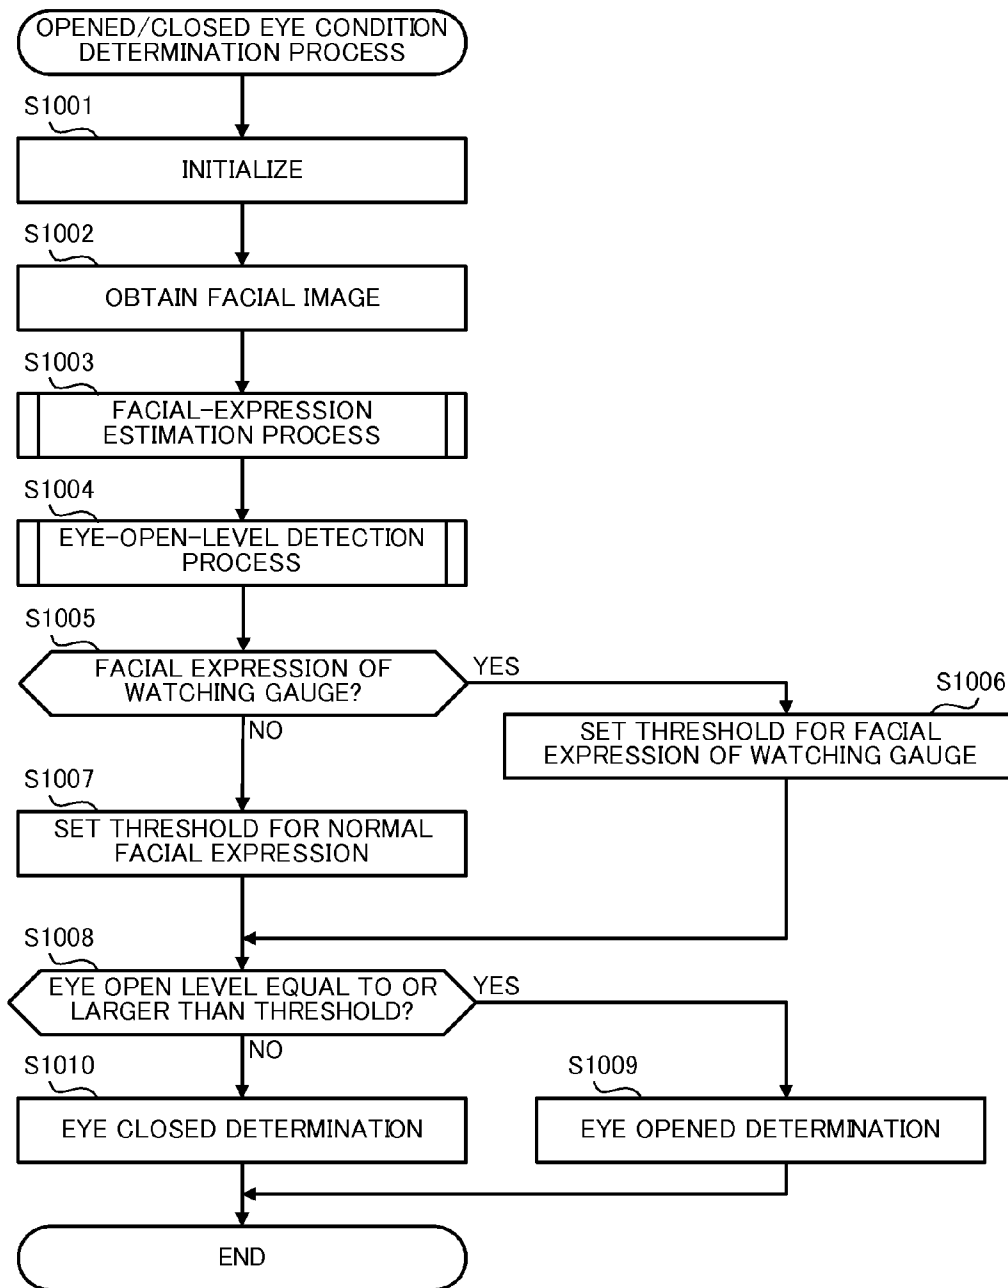 OPENED/CLOSED EYE CONDITION
DETERMINATION PROCESS
S1001
INITIALIZE
S1002
OBTAIN FACIAL IMAGE
S1003
FACIAL-EXPRESSION
ESTIMATION PROCESS
S1004
EYE-OPEN-LEVEL DETECTION
PROCESS
S1005
FACIAL EXPRESSION OF
WATCHING GAUGE?
YES
NO
S1006
SET THRESHOLD FOR FACIAL
EXPRESSION OF WATCHING GAUGE
S1007
SET THRESHOLD FOR NORMAL
FACIAL EXPRESSION
S1008
EYE OPEN LEVEL EQUAL TO OR
LARGER THAN THRESHOLD?
YES
NO
S1010
EYE CLOSED DETERMINATION
S1009
EYE OPENED DETERMINATION
END